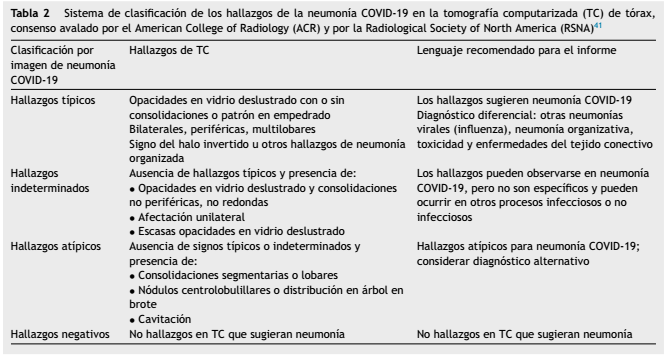 Tabla 2 Sistema de clasificación de los hallazgos de la neumonía COVID-19 en la tomografía computarizada (TC) de tórax,
consenso avalado por el American College of Radiology (ACR) y por la Radiological Society of North America (RSNA)41
Clasificación por
imagen de neumonía
COVID-19
Hallazgos de TC
Lenguaje recomendado para el informe
Hallazgos típicos
Opacidades en vidrio deslustrado con o sin
consolidaciones o patrón en empedrado
Bilaterales, periféricas, multilobares
Signo del halo invertido u otros hallazgos de neumonía
organizada
Los hallazgos sugieren neumonía COVID-19
Diagnóstico diferencial: otras neumonías
virales (influenza), neumonía organizativa,
toxicidad y enfermedades del tejido conectivo
Hallazgos
indeterminados
Ausencia de hallazgos típicos y presencia de:
• Opacidades en vidrio deslustrado y consolidaciones
no periféricas, no redondas
• Afectación unilateral
• Escasas opacidades en vidrio deslustrado
Los hallazgos pueden observarse en neumonía
COVID-19, pero no son específicos y pueden
ocurrir en otros procesos infecciosos o no
infecciosos
Hallazgos atípicos
Ausencia de signos típicos o indeterminados y
presencia de:
• Consolidaciones segmentarias o lobares
• Nódulos centrolobulillares o distribución en árbol en
brote
• Cavitación
Hallazgos atípicos para neumonía COVID-19;
considerar diagnóstico alternativo
Hallazgos negativos
No hallazgos en TC que sugieran neumonía
No hallazgos en TC que sugieran neumonía